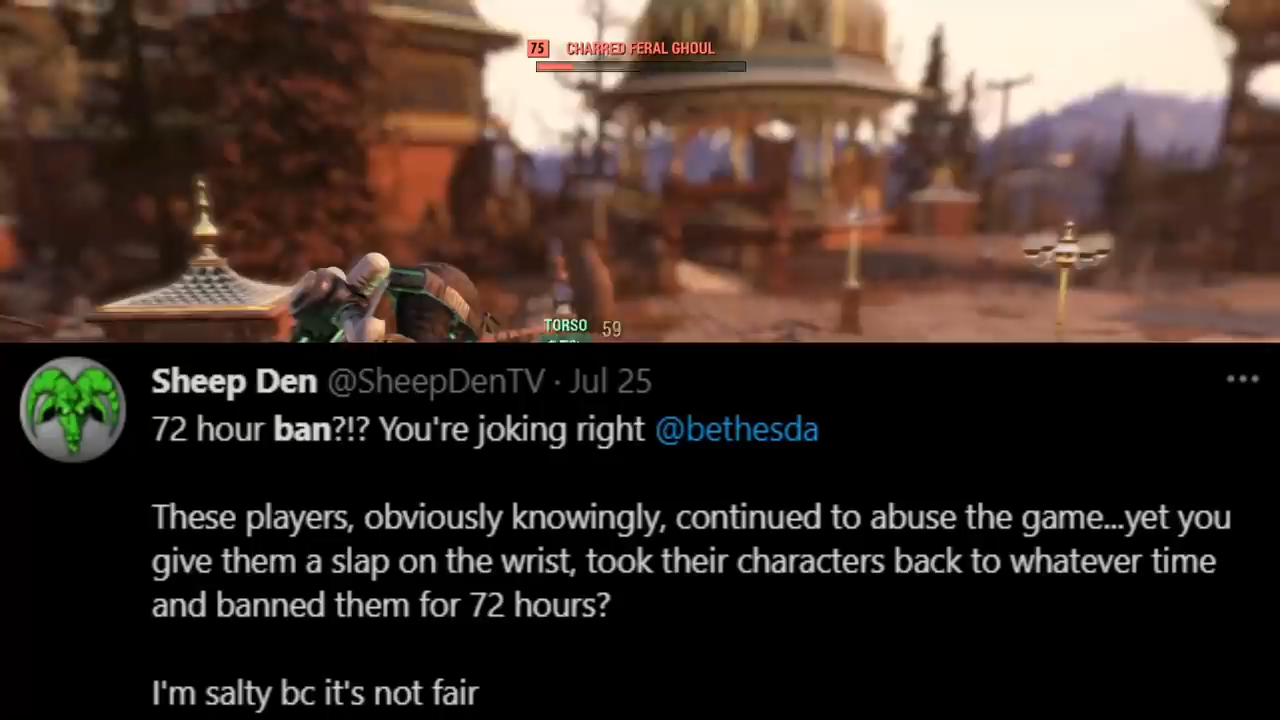 75 CHARRED FERAL GHOUL
TORSO 59
Sheep Den @SheepDenTV · Jul 25
72 hour ban?!? You're joking right @bethesda
These players, obviously knowingly, continued to abuse the game...yet you
give them a slap on the wrist, took their characters back to whatever time
and banned them for 72 hours?
I'm salty bc it's not fair